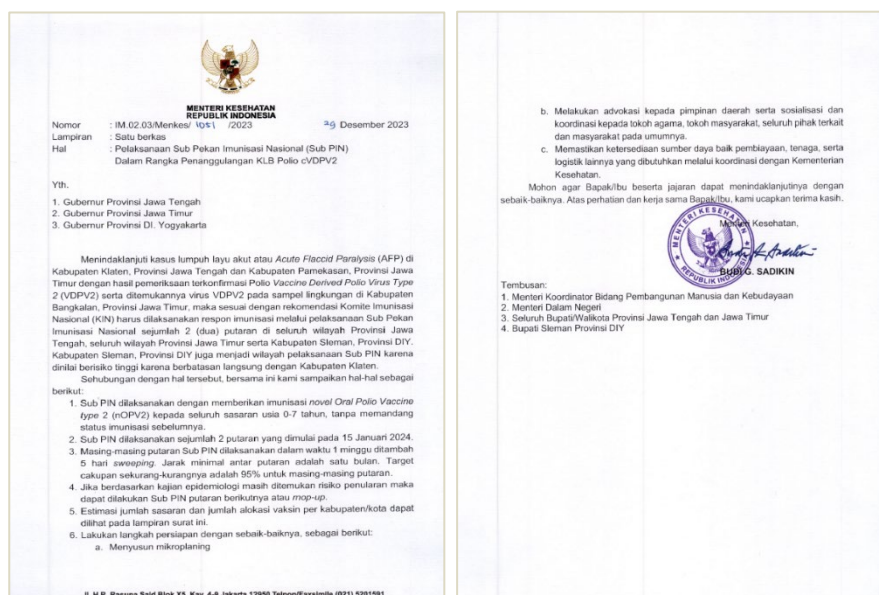 MENTERI KESEHATAN
REPUBLIK INDONESIA
Nomor : IM.02.03/Menkes/ 1051 /2023 29 Desember 2023
Lampiran : Satu berkas
Hal : Pelaksanaan Sub Pekan Imunisasi Nasional (Sub PIN)
Dalam Rangka Penanggulangan KLB Polio cVDPV2
Yth.
1. Gubernur Provinsi Jawa Tengah
2. Gubernur Provinsi Jawa Timur
3. Gubernur Provinsi DI. Yogyakarta
Menindaklanjuti kasus lumpuh layu akut atau Acute Flaccid Paralysis (AFP) di
Kabupaten Klaten, Provinsi Jawa Tengah dan Kabupaten Pamekasan, Provinsi Jawa
Timur dengan hasil pemeriksaan terkonfirmasi Polio Vaccine Derived Polio Virus Type
2 (VDPV2) serta ditemukannya virus VDPV2 pada sampel lingkungan di Kabupaten
Bangkalan, Provinsi Jawa Timur, maka sesuai dengan rekomendasi Komite Imunisasi
Nasional (KIN) harus dilaksanakan respon imunisasi melalui pelaksanaan Sub Pekan
Imunisasi Nasional sejumlah 2 (dua) putaran di seluruh wilayah Provinsi Jawa
Tengah, seluruh wilayah Provinsi Jawa Timur serta Kabupaten Sleman, Provinsi DIY.
Kabupaten Sleman, Provinsi DIY juga menjadi wilayah pelaksanaan Sub PIN karena
dinilai berisiko tinggi karena berbatasan langsung dengan Kabupaten Klaten.
Sehubungan dengan hal tersebut, bersama ini kami sampaikan hal-hal sebagai
berikut:
1. Sub PIN dilaksanakan dengan memberikan imunisasi novel Oral Polio Vaccine
type 2 (nOPV2) kepada seluruh sasaran usia 0-7 tahun, tanpa memandang
status imunisasi sebelumnya.
2. Sub PIN dilaksanakan sejumlah 2 putaran yang dimulai pada 15 Januari 2024.
3. Masing-masing putaran Sub PIN dilaksanakan dalam waktu 1 minggu ditambah
5 hari sweeping. Jarak minimal antar putaran adalah satu bulan. Target
cakupan sekurang-kurangnya adalah 95% untuk masing-masing putaran.
4. Jika berdasarkan kajian epidemiologi masih ditemukan risiko penularan maka
dapat dilakukan Sub PIN putaran berikutnya atau mop-up.
5. Estimasi jumlah sasaran dan jumlah alokasi vaksin per kabupaten/kota dapat
dilihat pada lampiran surat ini.
6. Lakukan langkah persiapan dengan sebaik-baiknya, sebagai berikut:
a. Menyusun mikroplaning
Jl. H.R. Rasuna Said Blok X5, Kav. 4-9 Jakarta 12950 Telpon/Faxsimile (021) 5201591
b. Melakukan advokasi kepada pimpinan daerah serta sosialisasi dan
koordinasi kepada tokoh agama, tokoh masyarakat, seluruh pihak terkait
dan masyarakat pada umumnya.
c. Memastikan ketersediaan sumber daya baik pembiayaan, tenaga, serta
logistik lainnya yang dibutuhkan melalui koordinasi dengan Kementerian
Kesehatan.
Mohon agar Bapak/Ibu beserta jajaran dapat menindaklanjutinya dengan
sebaik-baiknya. Atas perhatian dan kerja sama Bapak/Ibu, kami ucapkan terima kasih.
Menteri Kesehatan,
MENTERI KESEHATAN
REPUBLIK INDONESIA
BUDI G. SADIKIN
Tembusan:
1. Menteri Koordinator Bidang Pembangunan Manusia dan Kebudayaan
2. Menteri Dalam Negeri
3. Seluruh Bupati/Walikota Provinsi Jawa Tengah dan Jawa Timur
4. Bupati Sleman Provinsi DIY